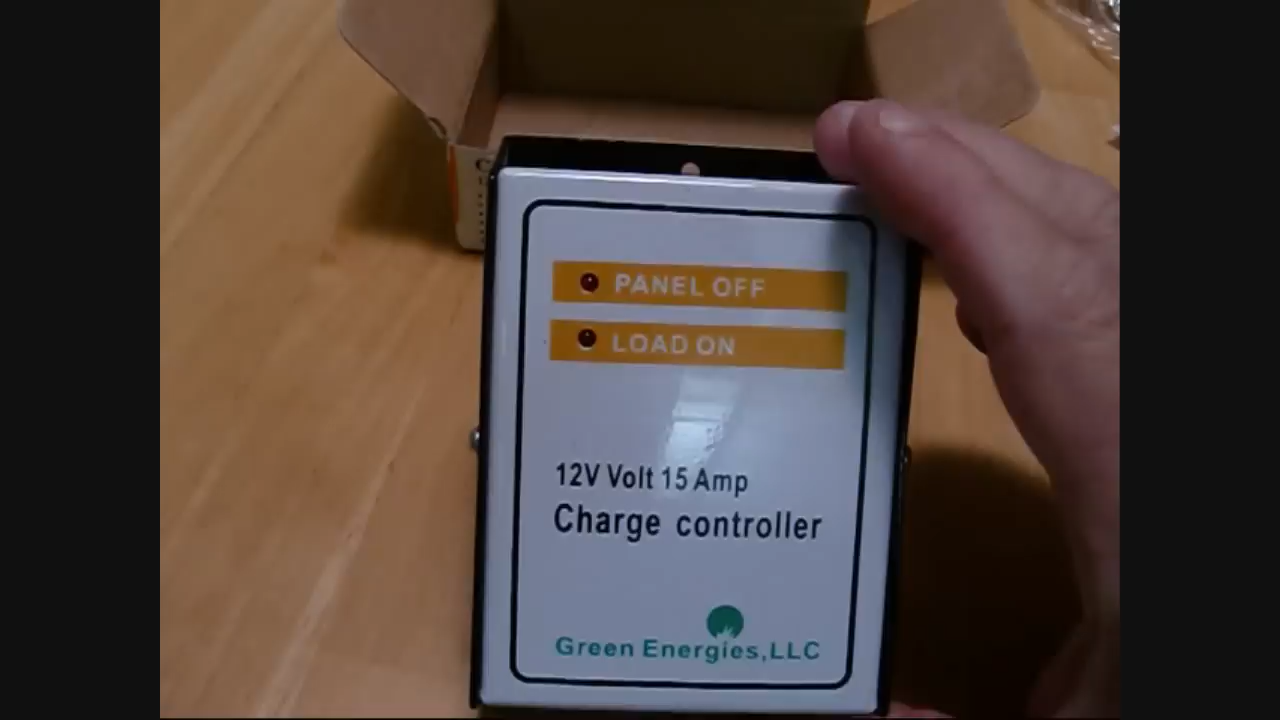 PANEL OFF
LOAD ON
12V Volt 15 Amp
Charge controller
Green Energies,LLC